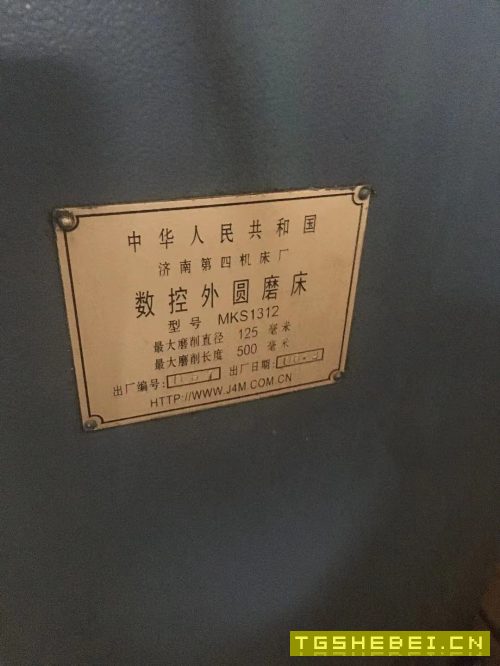 中华人民共和国
济南第四机床厂
数控外圆磨床
型号 MKS1312
最大磨削直径 125 毫米
最大磨削长度 500 毫米
出厂编号: 出厂日期:
HTTP://WWW.J4M.COM.CN
TGSHEBEI.CN